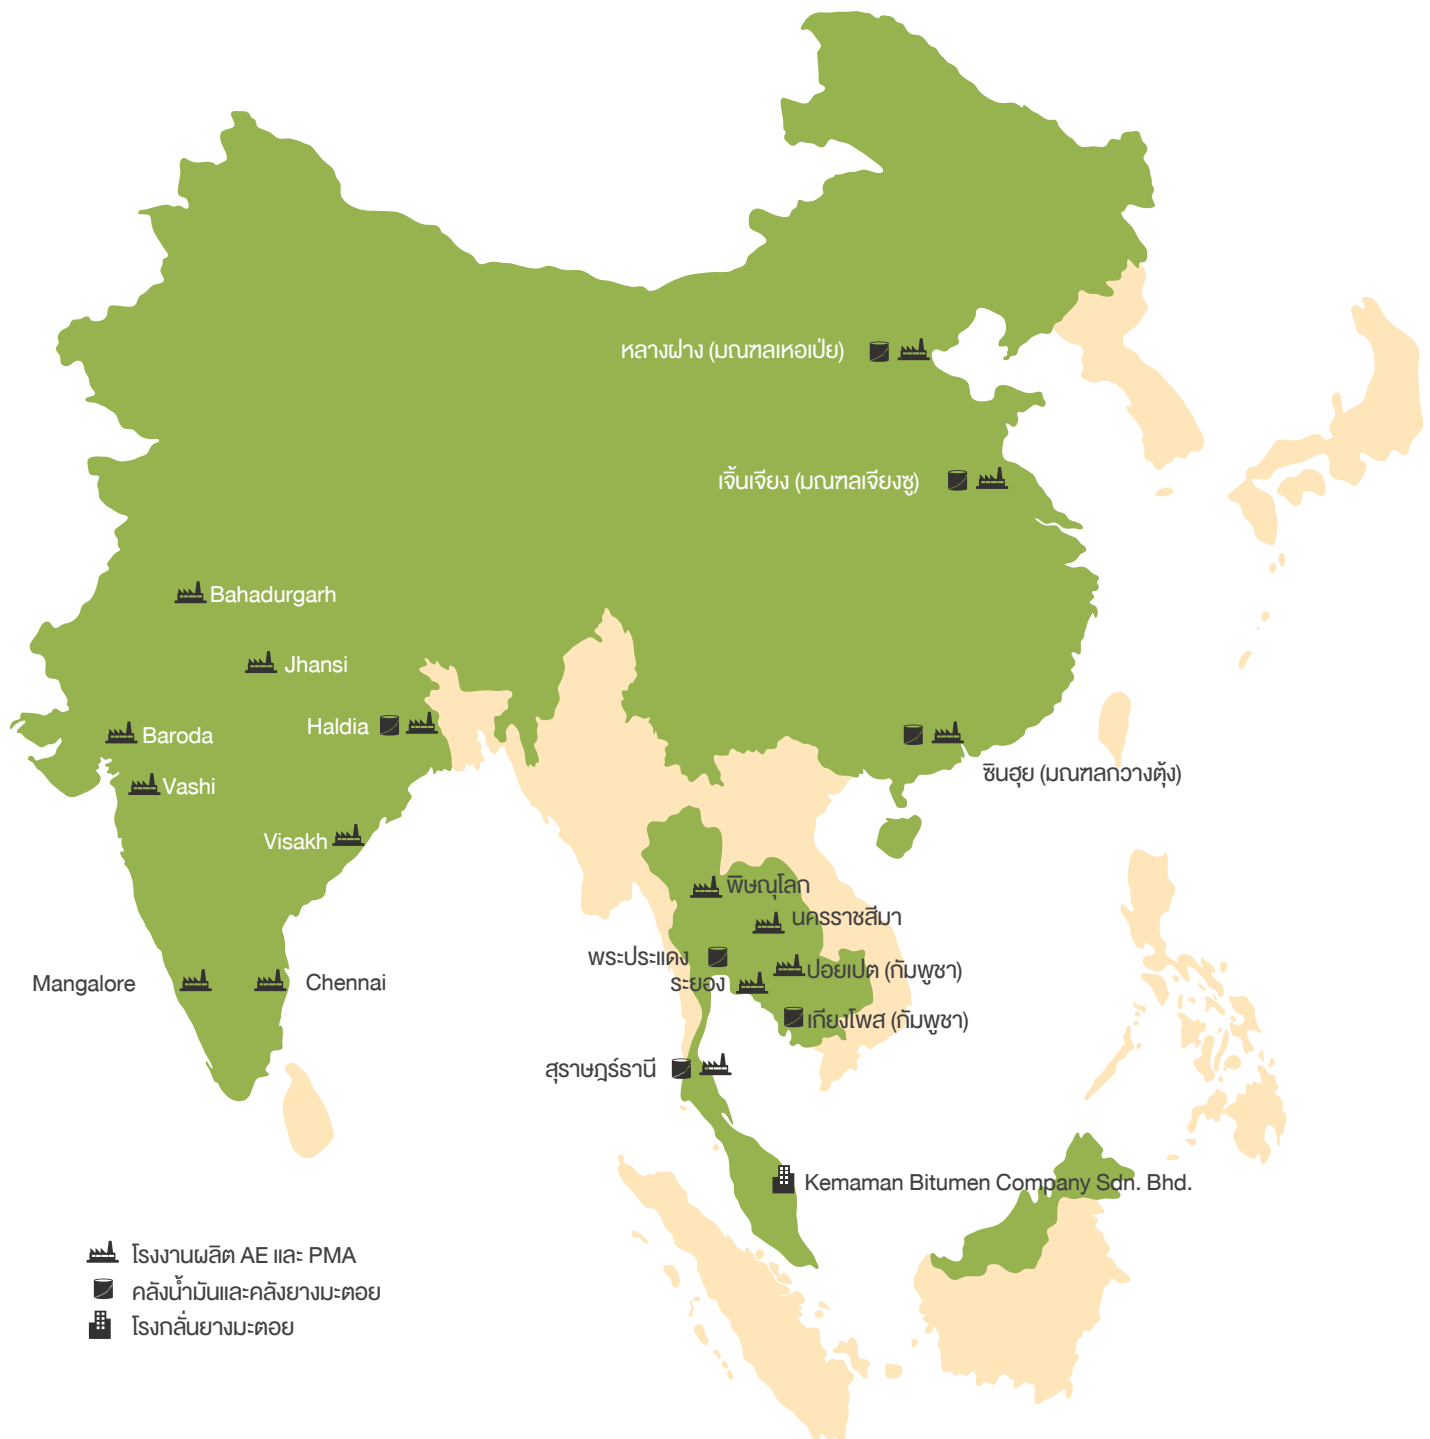 หลางฝาง (มณฑลเหอเป่ย)
เจิ้นเจียง (มณฑลเจียงซู)
Bahadurgarh
Jhansi
Haldia
Baroda
ซินฮุย (มณฑลกวางตุ้ง)
Vashi
Visakh
พิษณุโลก
นครราชสีมา
พระประแดง
ปอยเปต (กัมพูชา)
ระยอง
Mangalore
Chennai
เกียงโพส (กัมพูชา)
สุราษฎร์ธานี
Kemaman Bitumen Company Sdn. Bhd.
โรงงานผลิต AE และ PMA
คลังน้ำมันและคลังยางมะตอย
โรงกลั่นยางมะตอย